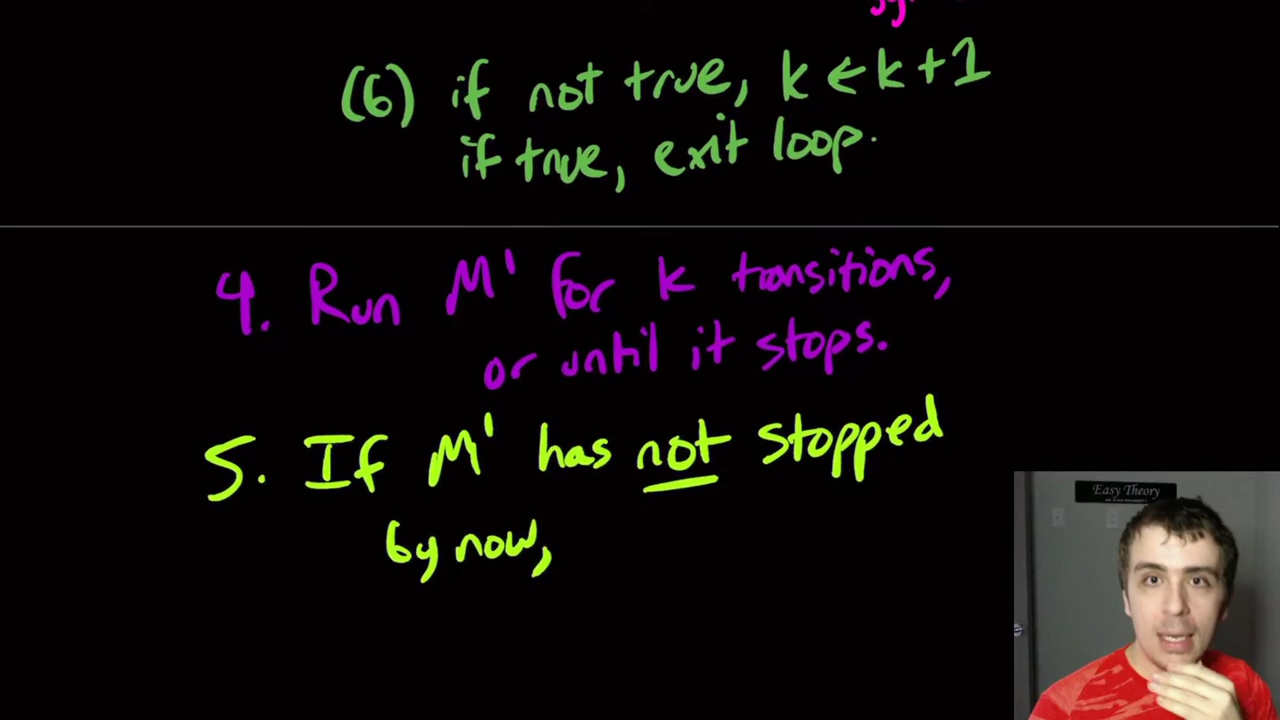 (6) if not true, k ← k+1
if true, exit loop.
4. Run M' for k transitions,
or until it stops.
5. If M' has not stopped
by now,
Easy Theory